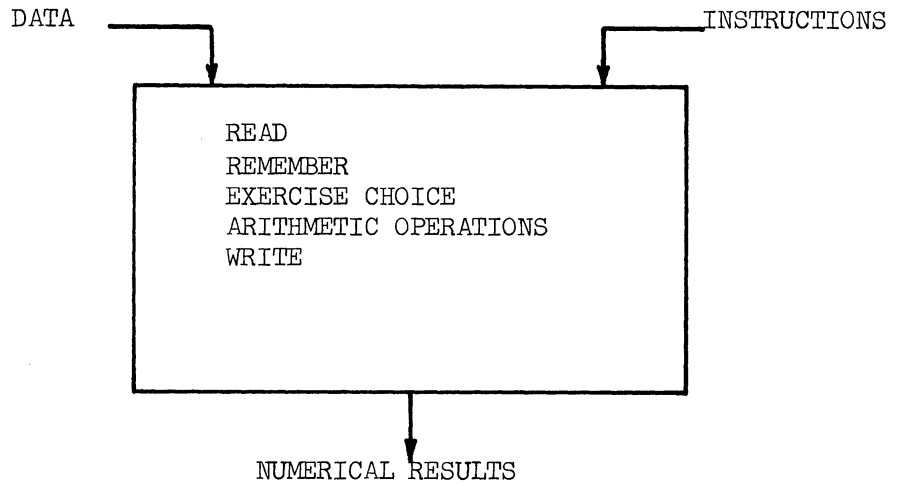 DATA
INSTRUCTIONS
READ
REMEMBER
EXERCISE CHOICE
ARITHMETIC OPERATIONS
WRITE
NUMERICAL RESULTS